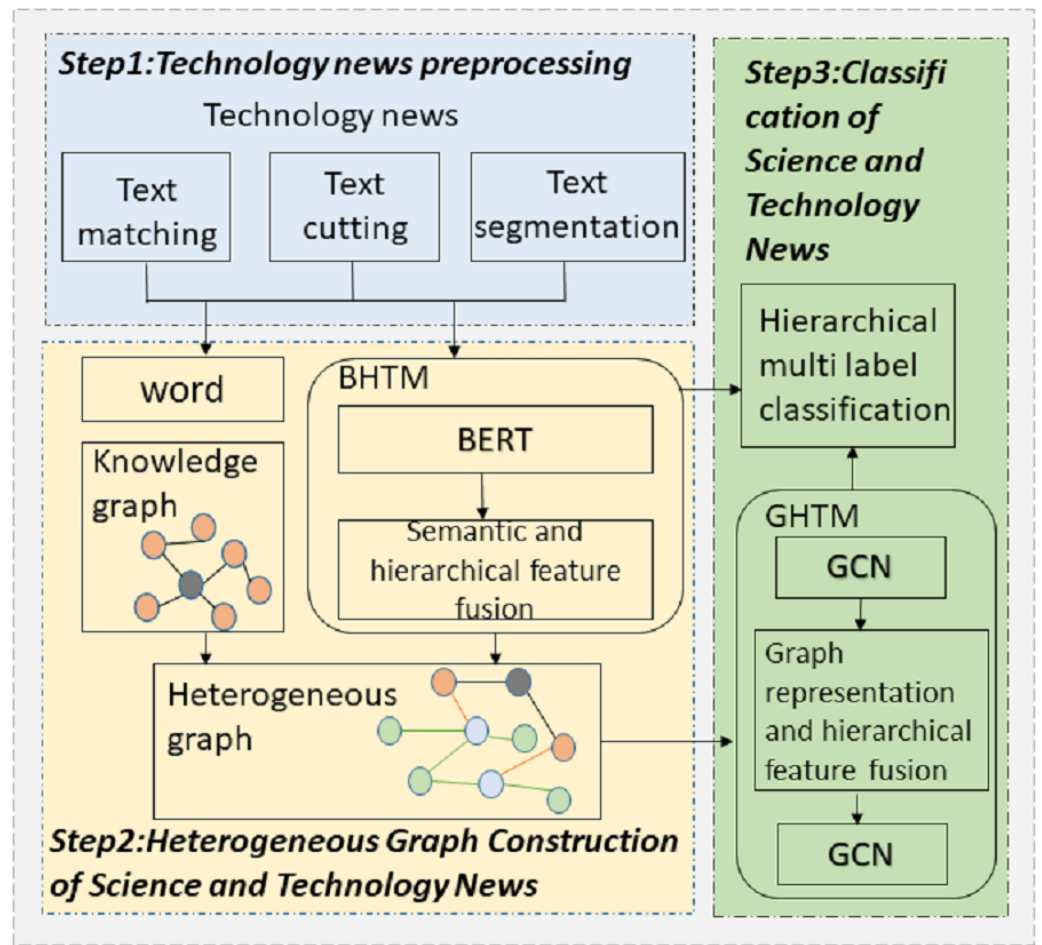 Step1:Technology news preprocessing
Technology news
Text
matching
Text
cutting
Text
segmentation
word
Knowledge
graph
BHTM
BERT
Semantic and
hierarchical feature
fusion
Heterogeneous
graph
Step2:Heterogeneous Graph Construction
of Science and Technology News
Step3:Classifi
cation of
Science and
Technology
News
Hierarchical
multi label
classification
GHTM
GCN
Graph
representation
and hierarchical
feature fusion
GCN